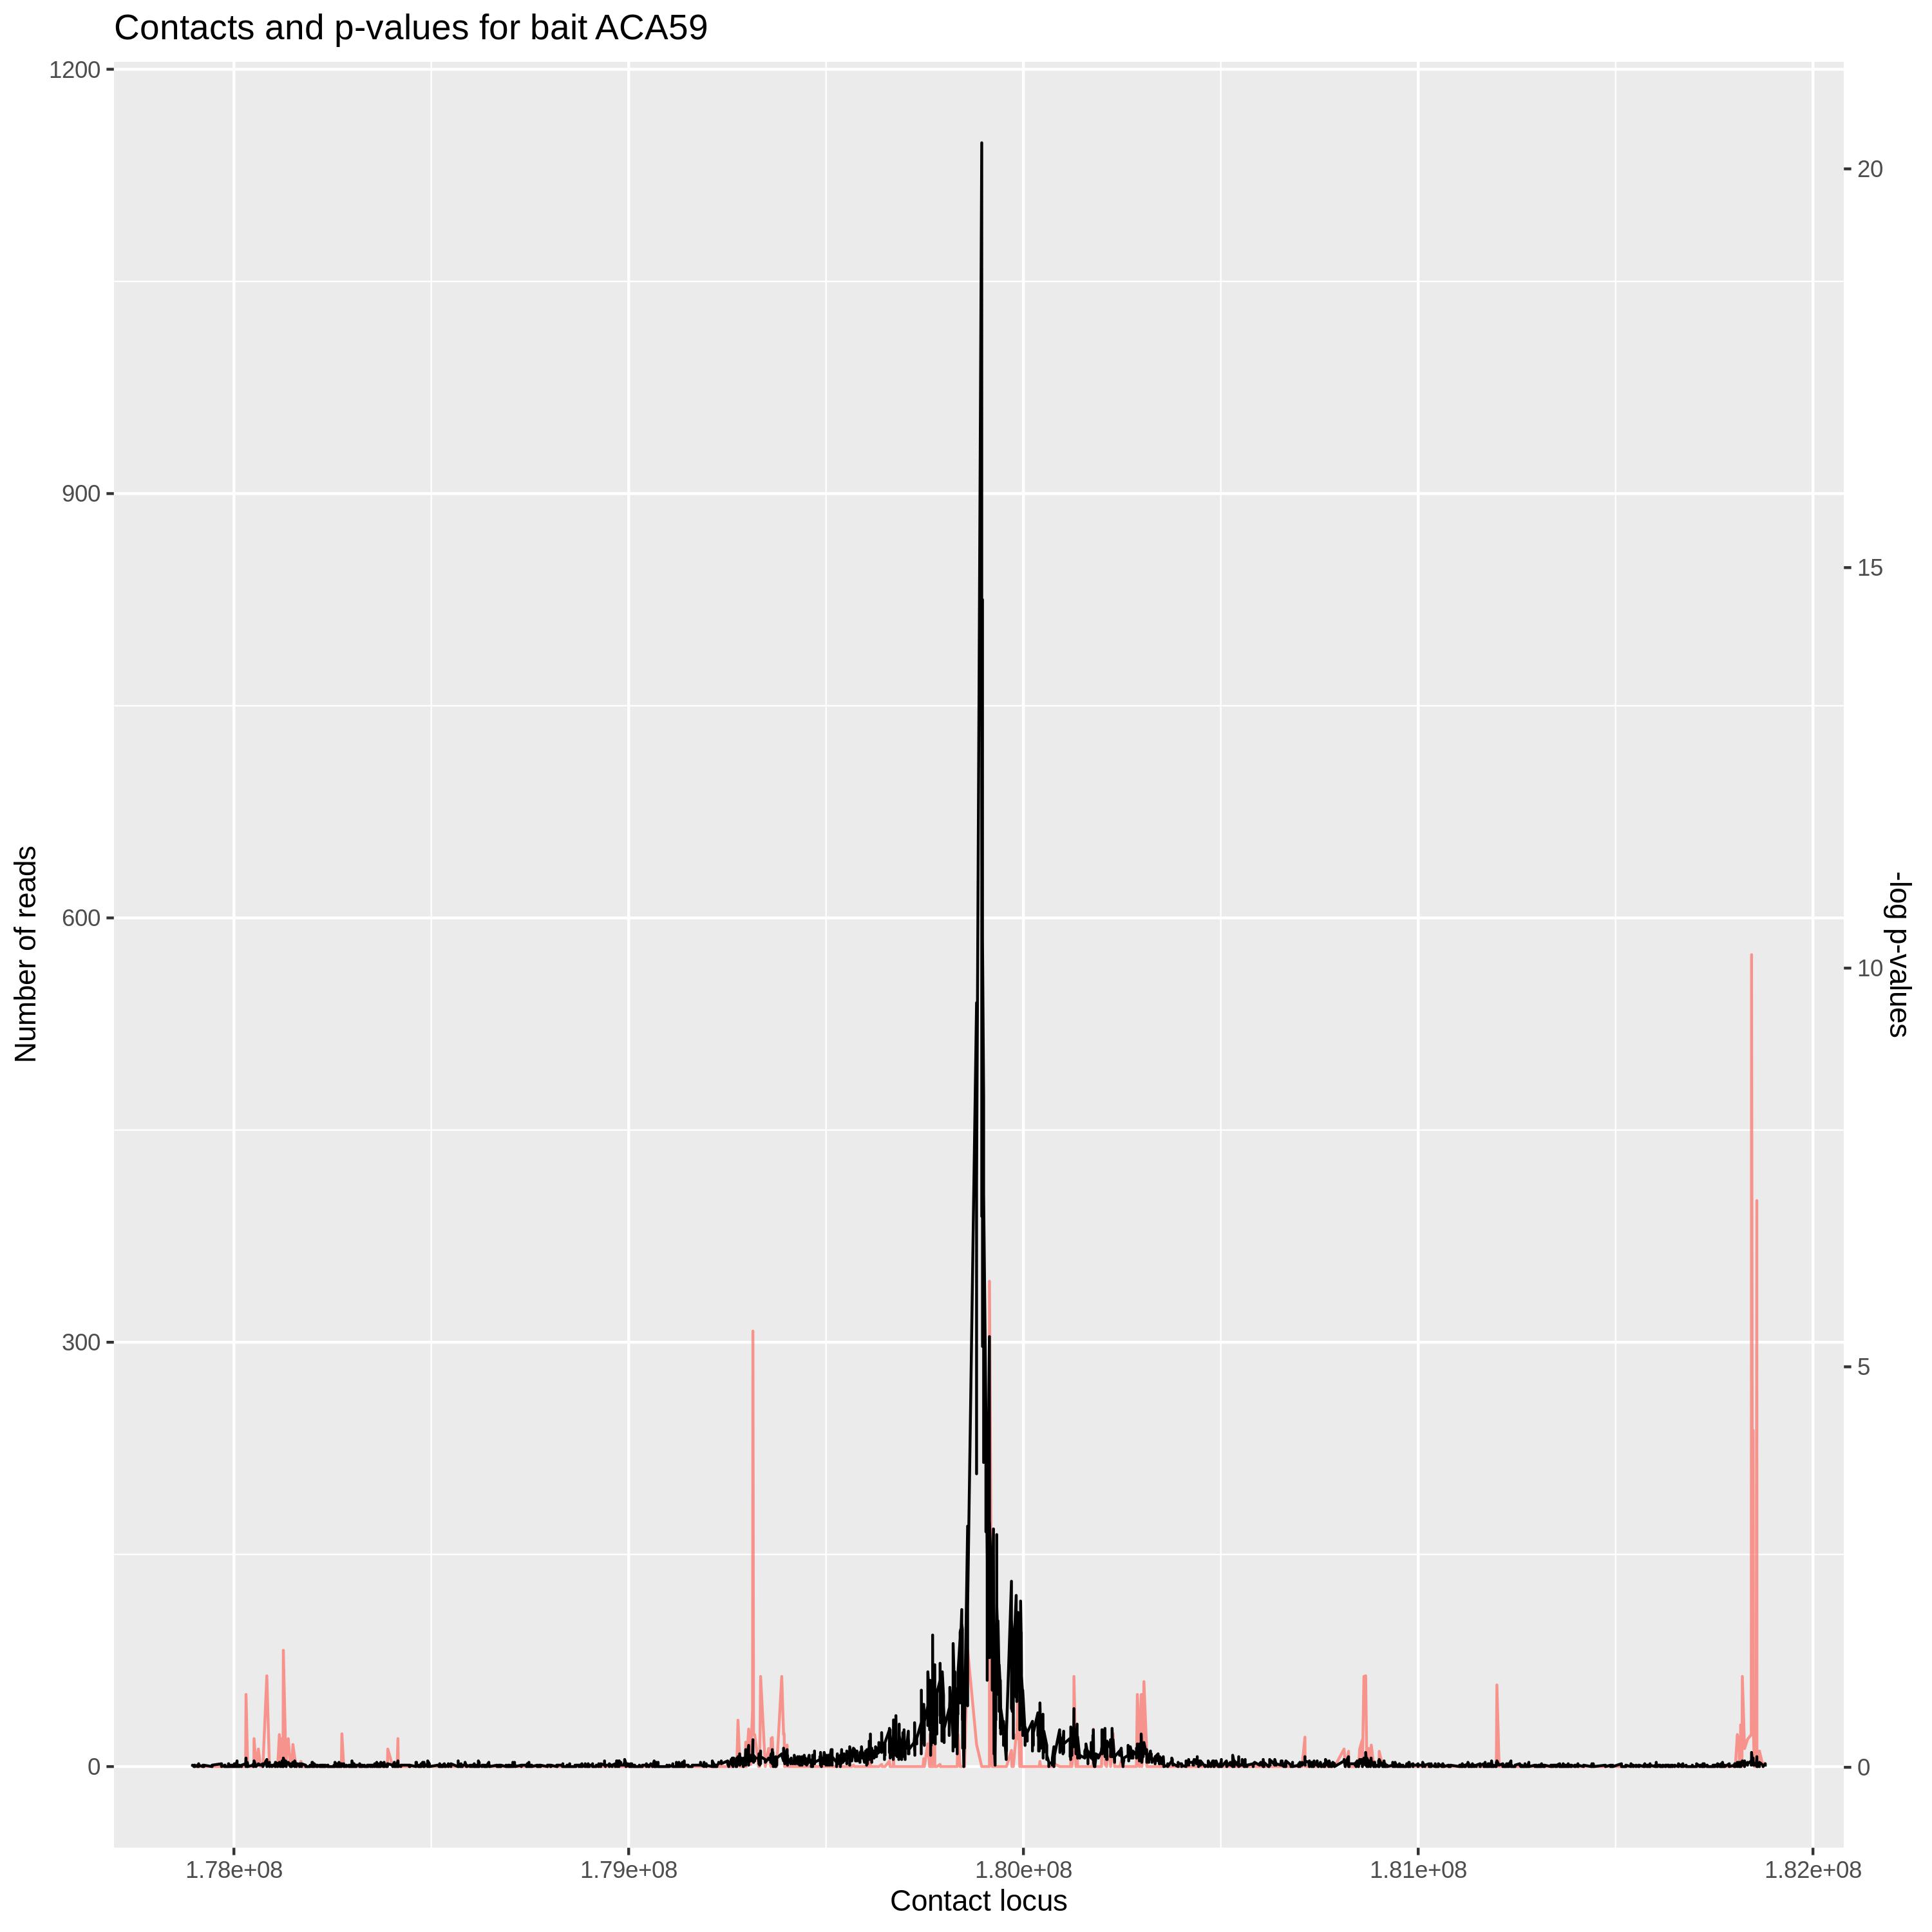 Contacts and p-values for bait ACA59
1200
900
600
300
0
Number of reads
20
15
10
5
0
-log p-values
1.78e+08
1.79e+08
1.80e+08
1.81e+08
1.82e+08
Contact locus